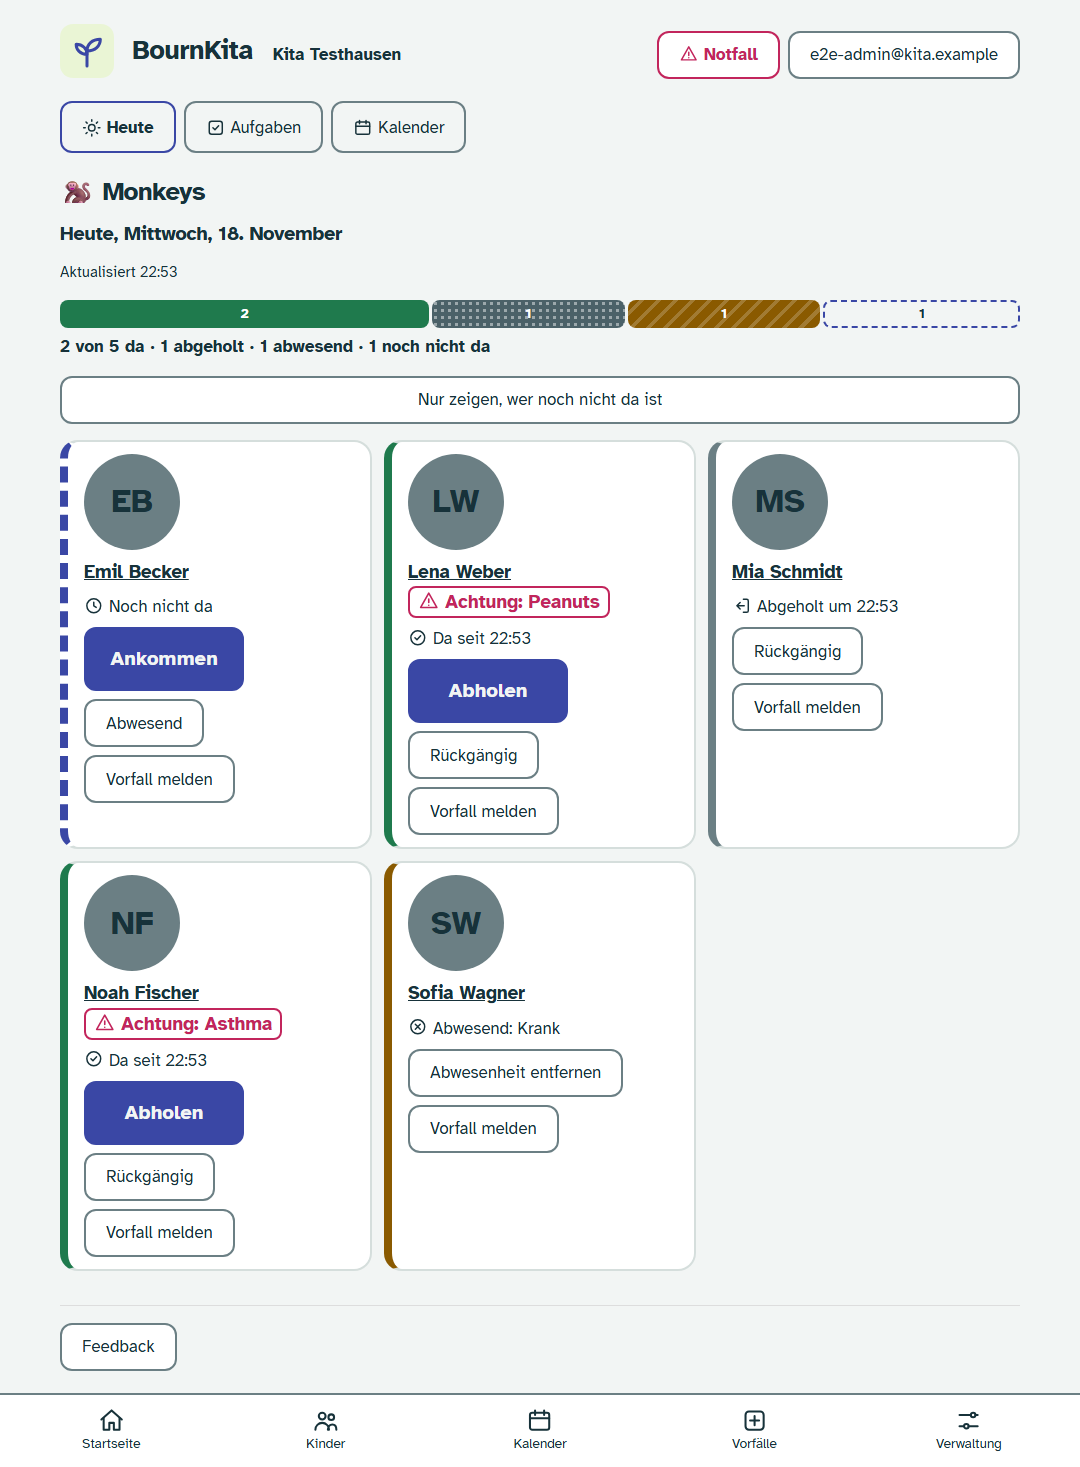 BournKita Kita Testhausen Notfall e2e-admin@kita.example
Heute Aufgaben Kalender
Monkeys
Heute, Mittwoch, 18. November
Aktualisiert 22:53
2 1 1 1
2 von 5 da · 1 abgeholt · 1 abwesend · 1 noch nicht da
Nur zeigen, wer noch nicht da ist
EB
Emil Becker
Noch nicht da
Ankommen
Abwesend
Vorfall melden
LW
Lena Weber
Achtung: Peanuts
Da seit 22:53
Abholen
Rückgängig
Vorfall melden
MS
Mia Schmidt
Abgeholt um 22:53
Rückgängig
Vorfall melden
NF
Noah Fischer
Achtung: Asthma
Da seit 22:53
Abholen
Rückgängig
Vorfall melden
SW
Sofia Wagner
Abwesend: Krank
Abwesenheit entfernen
Vorfall melden
Feedback
Startseite Kinder Kalender Vorfälle Verwaltung